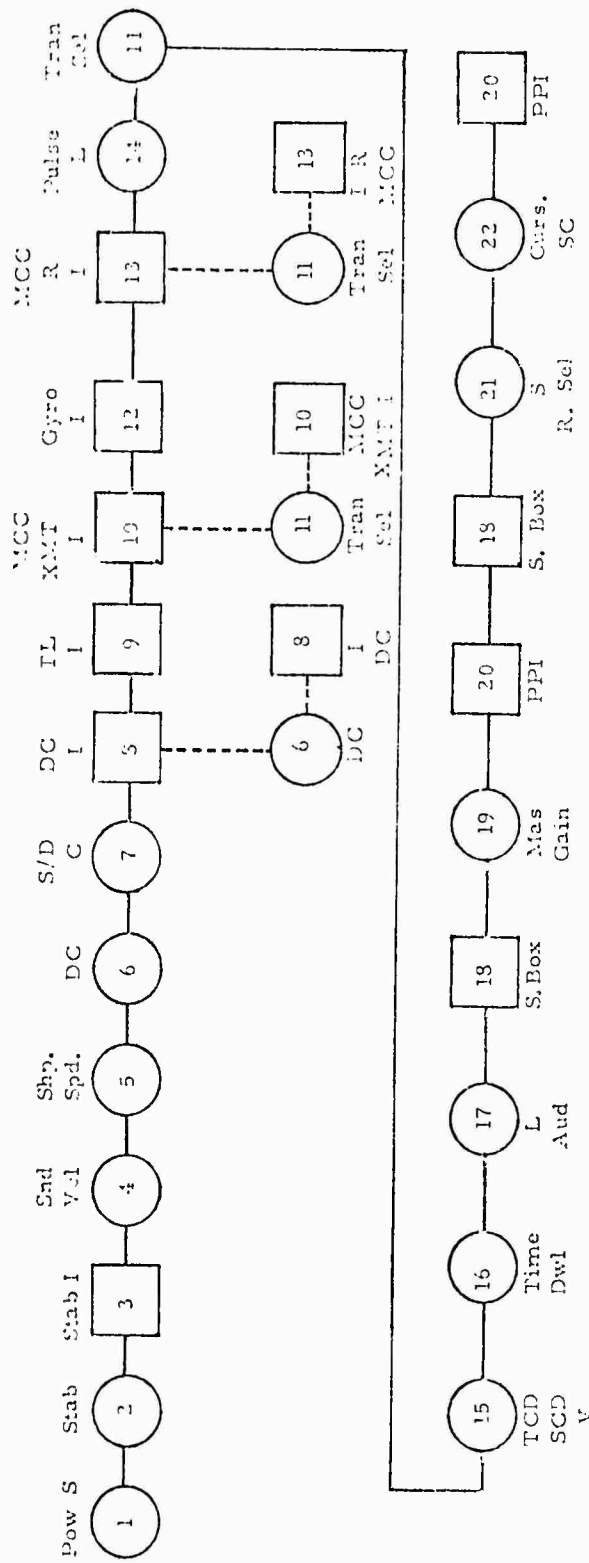 Pow S
1
Stab
2
Stab I
3
Snd
Vel
4
Shp.
Spd.
5
DC
6
S/D
C
7
DC
I
8
TL
I
9
MCC
XMT
I
10
Gyro
I
12
MCC
R
I
13
Pulse
L
14
Tran
Sel
11
6
DC
8
I
DC
11
Tran
Sel
10
MCC
XMT I
11
Tran
Sel
13
I R
MCC
15
TCD
SCD
V
16
Time
Dwl
17
L
Aud
18
S.Box
19
Mas
Gain
20
PPI
18
S. Box
21
S
R. Sel
22
Curs.
SC
20
PPI